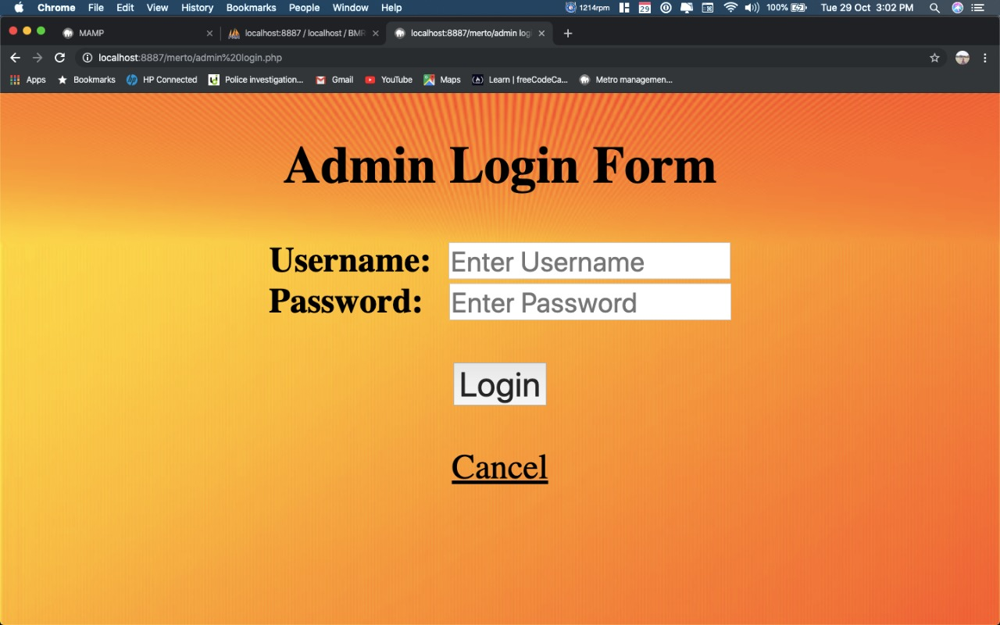 Chrome File Edit View History Bookmarks People Window Help 1214rpm 29 100% Tue 29 Oct 3:02 PM
MAMP localhost:8887 / localhost / BMR localhost:8887/merto/admin log
localhost:8887/merto/admin%20login.php
Apps Bookmarks HP Connected Police investigation... Gmail YouTube Maps Learn | freeCodeCa... Metro managemen...
Admin Login Form
Username: Enter Username
Password: Enter Password
Login
Cancel